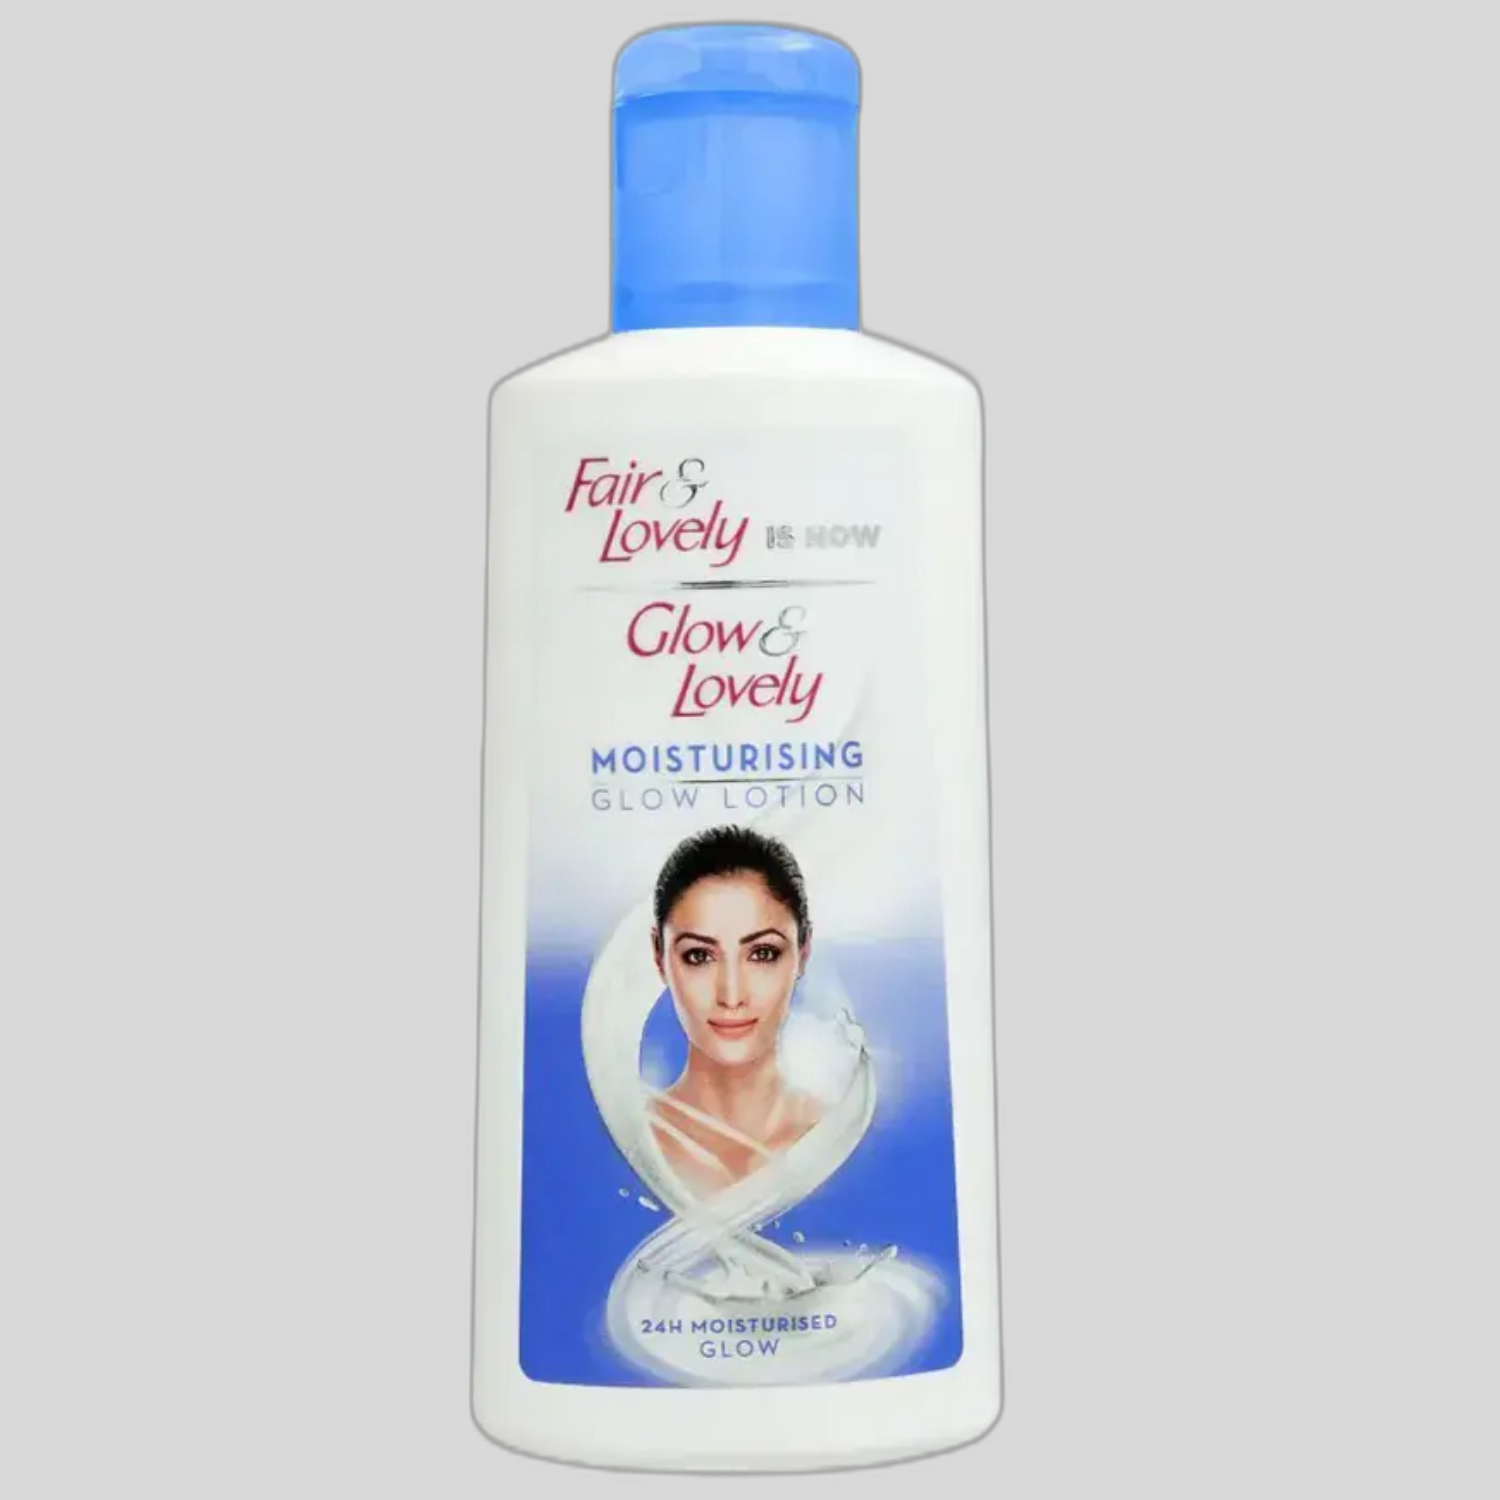 Fair &
Lovely IS NOW
Glow &
Lovely
MOISTURISING
GLOW LOTION
24H MOISTURISED
GLOW